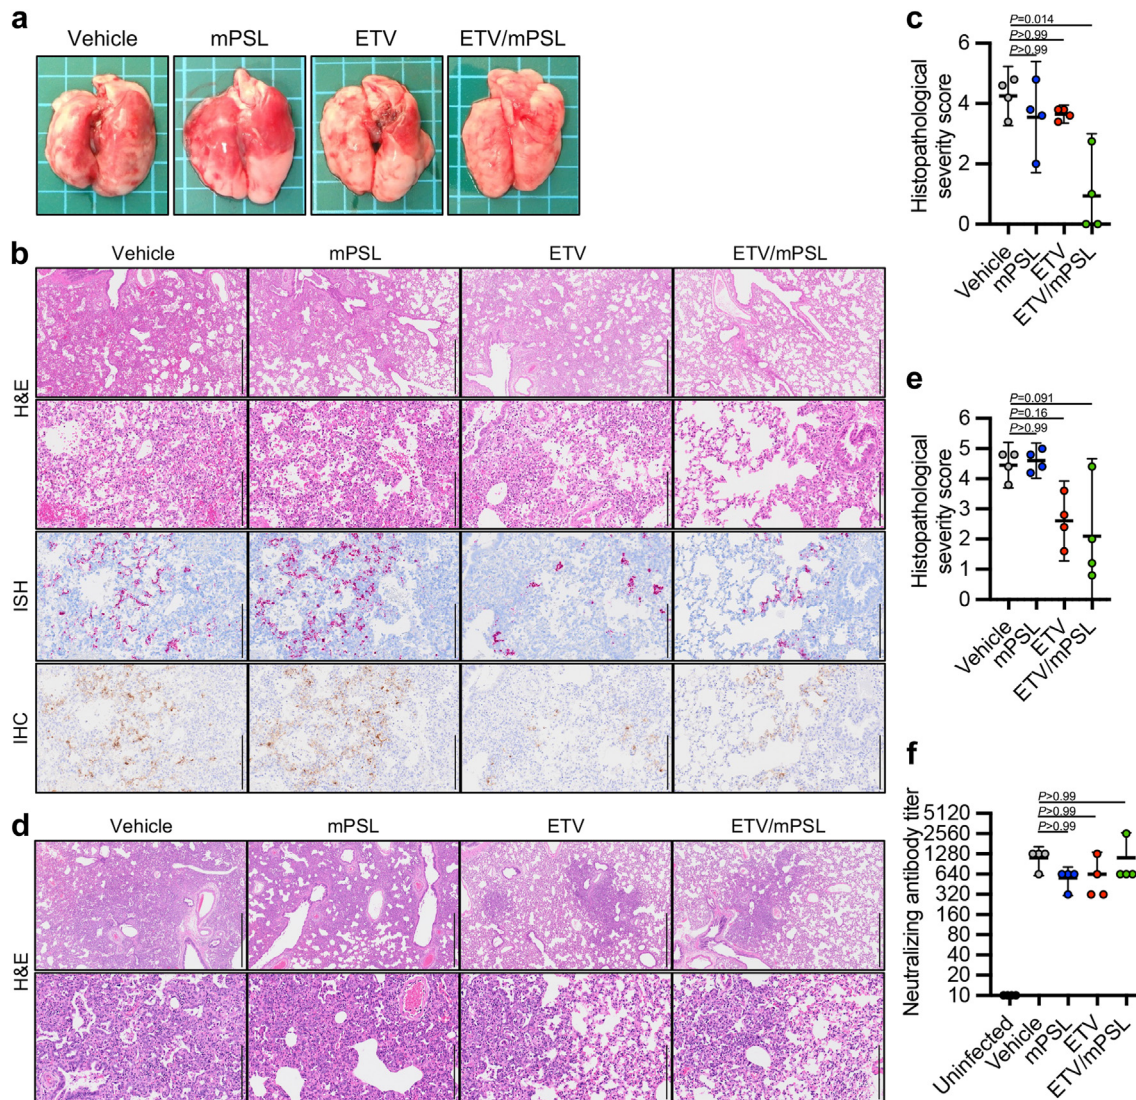 a
Vehicle mPSL ETV ETV/mPSL
b
Vehicle mPSL ETV ETV/mPSL
H&E
ISH
IHC
d
Vehicle mPSL ETV ETV/mPSL
H&E
c
P=0.014
P>0.99
P>0.99
Histopathological
severity score
6
4
2
0
Vehicle
mPSL
ETV
ETV/mPSL
e
P=0.091
P=0.16
P>0.99
Histopathological
severity score
6
5
4
3
2
1
0
Vehicle
mPSL
ETV
ETV/mPSL
f
P>0.99
P>0.99
P>0.99
Neutralizing antibody titer
5120
2560
1280
640
320
160
80
40
20
10
Uninfected
Vehicle
mPSL
ETV
ETV/mPSL